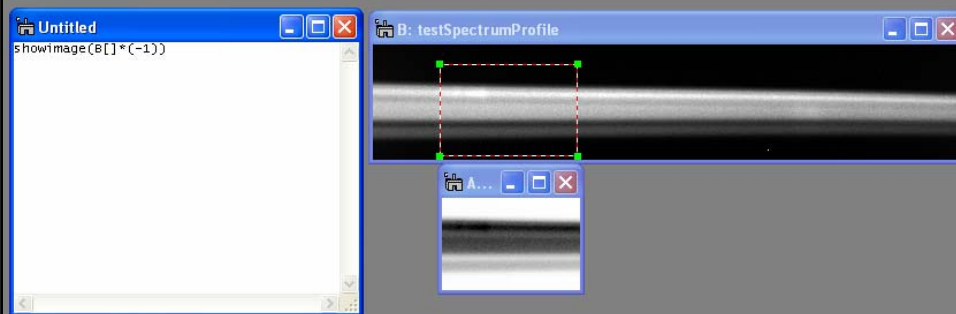 Untitled
showimage(B[]*(-1))
B: testSpectrumProfile
A...